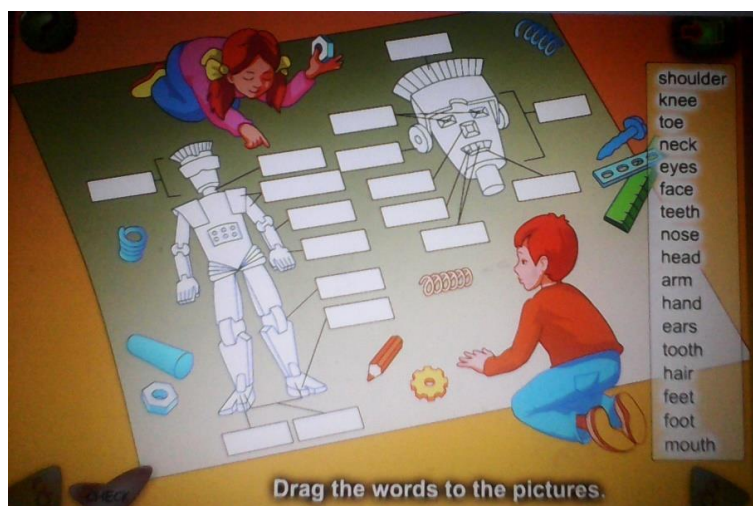 shoulder
knee
toe
neck
eyes
face
teeth
nose
head
arm
hand
ears
tooth
hair
feet
foot
mouth
CHECK
Drag the words to the pictures.